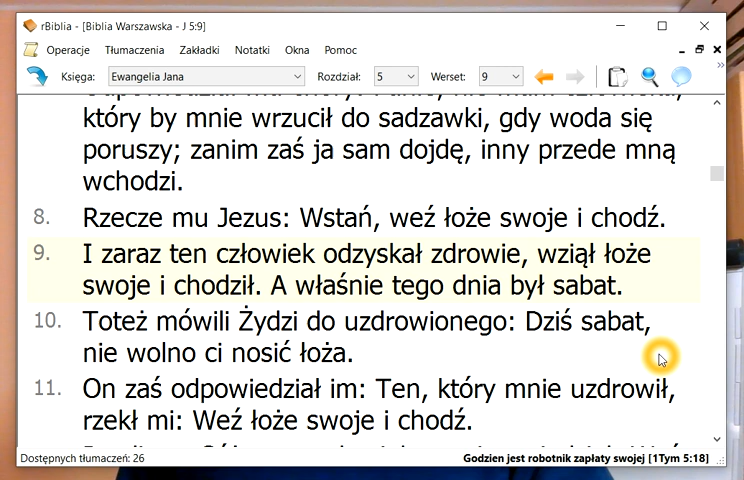 rBiblia - [Biblia Warszawska - J 5:9]
Operacje Tłumaczenia Zakładki Notatki Okna Pomoc
Księga: Ewangelia Jana Rozdział: 5 Werset: 9
który by mnie wrzucił do sadzawki, gdy woda się
poruszy; zanim zaś ja sam dojdę, inny przede mną
wchodzi.
8. Rzecze mu Jezus: Wstań, weź łoże swoje i chodź.
9. I zaraz ten człowiek odzyskał zdrowie, wziął łoże
swoje i chodził. A właśnie tego dnia był sabat.
10. Toteż mówili Żydzi do uzdrowionego: Dziś sabat,
nie wolno ci nosić łoża.
11. On zaś odpowiedział im: Ten, który mnie uzdrowił,
rzekł mi: Weź łoże swoje i chodź.
Dostępnych tłumaczeń: 26 Godzien jest robotnik zapłaty swojej [1Tym 5:18]